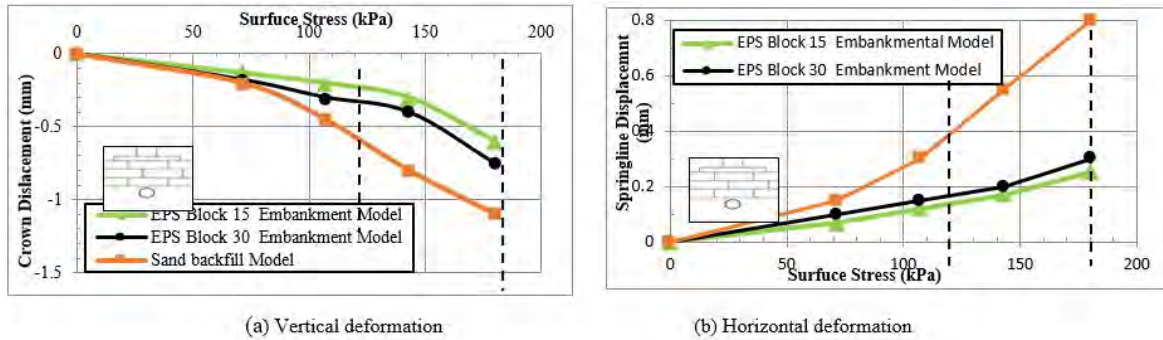 Surfuce Stress (kPa)
0 50 100 150 200
0
-0.5
-1
-1.5
Crown Dislacement (mm)
EPS Block 15 Embankment Model
EPS Block 30 Embankment Model
Sand backfill Model
(a) Vertical deformation
0.8
0.6
0.4
0.2
0
Springline Displacemnt
(mm)
EPS Block 15 Embankmental Model
EPS Block 30 Embankment Model
0 50 100 150 200
Surfuce Stress (kPa)
(b) Horizontal deformation